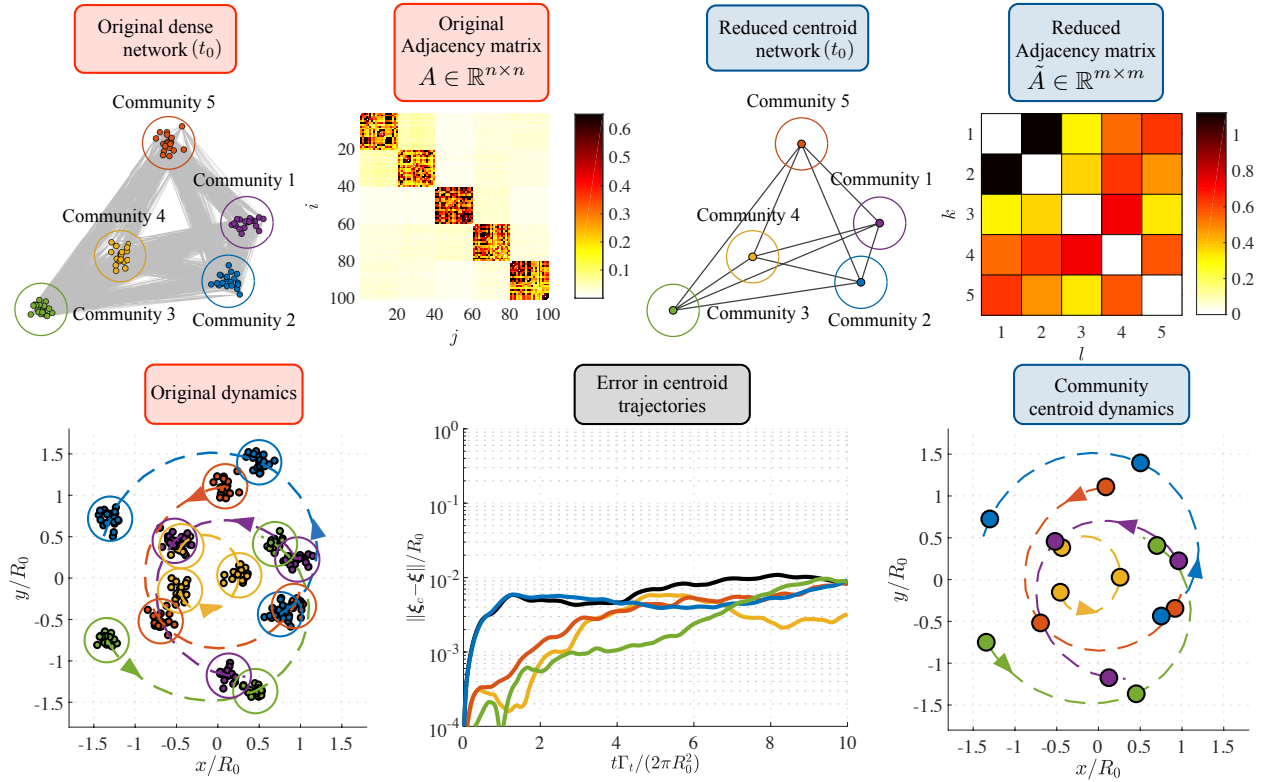 Original dense
network (t₀)
Original
Adjacency matrix
A ∈ ℝⁿˣⁿ
Reduced centroid
network (t₀)
Reduced
Adjacency matrix
Ã ∈ ℝᵐˣᵐ
Community 5
Community 1
Community 4
Community 3
Community 2
i
20
40
60
80
100
20 40 60 80 100
j
0.6
0.5
0.4
0.3
0.2
0.1
Community 5
Community 1
Community 4
Community 3
Community 2
k
1
2
3
4
5
1 2 3 4 5
l
1
0.8
0.6
0.4
0.2
0
Original dynamics
y/R₀
1.5
1
0.5
0
-0.5
-1
-1.5
-1.5 -1 -0.5 0 0.5 1 1.5
x/R₀
Error in centroid
trajectories
‖ξ_c−ξ‖/R₀
10⁰
10⁻¹
10⁻²
10⁻³
10⁻⁴
0 2 4 6 8 10
tΓₜ/(2πR₀²)
Community
centroid dynamics
y/R₀
1.5
1
0.5
0
-0.5
-1
-1.5
-1.5 -1 -0.5 0 0.5 1 1.5
x/R₀